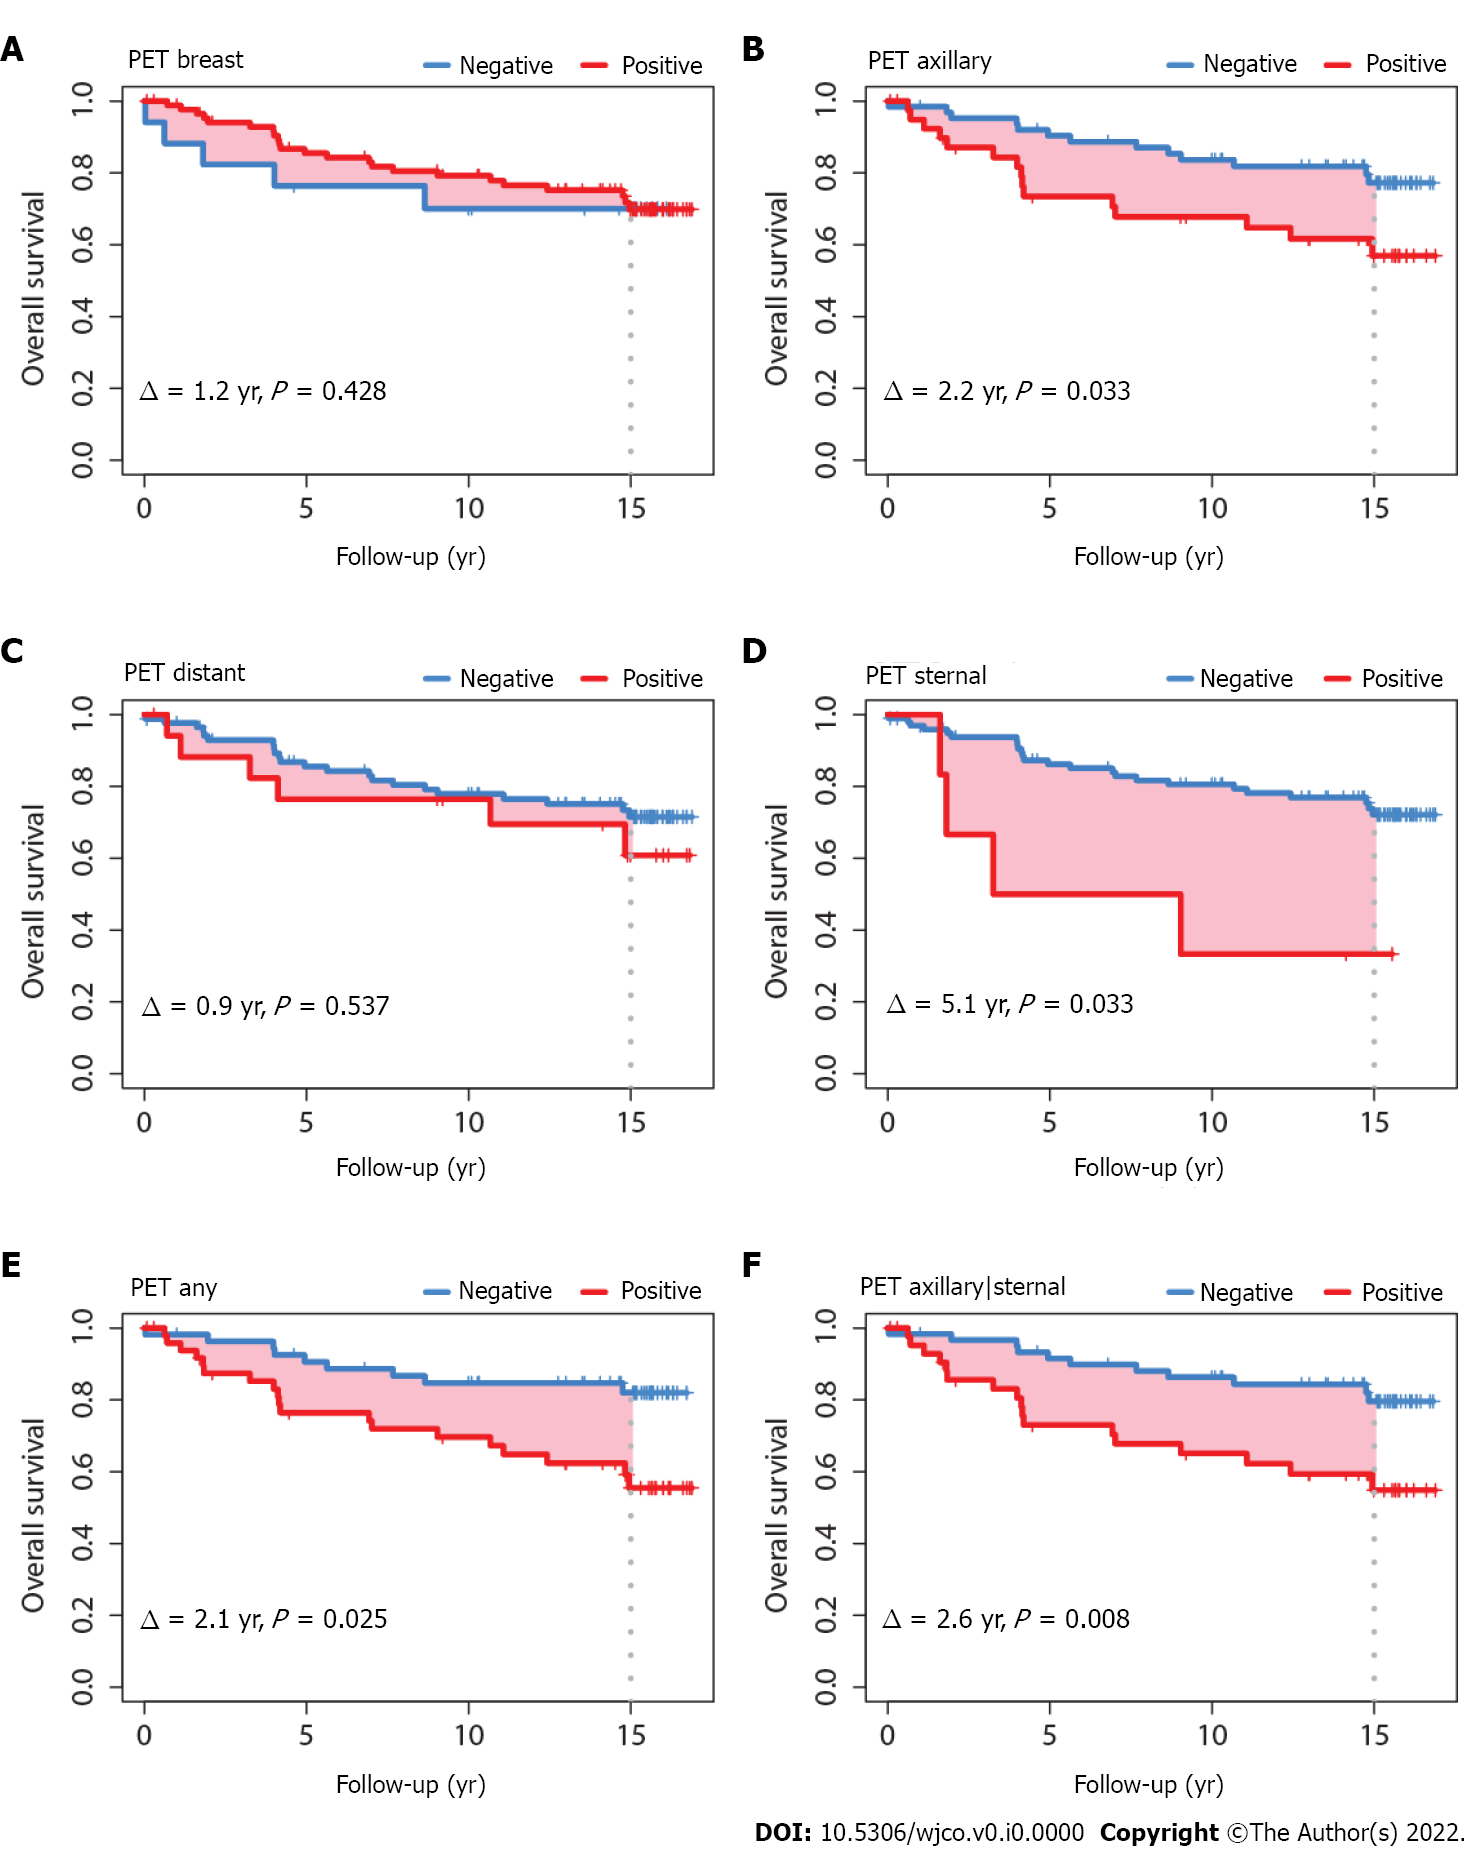 A
PET breast
Negative
Positive
Overall survival
1.0
0.8
0.6
0.4
0.2
0.0
Δ = 1.2 yr, P = 0.428
0 5 10 15
Follow-up (yr)
B
PET axillary
Negative
Positive
Overall survival
1.0
0.8
0.6
0.4
0.2
0.0
Δ = 2.2 yr, P = 0.033
0 5 10 15
Follow-up (yr)
C
PET distant
Negative
Positive
Overall survival
1.0
0.8
0.6
0.4
0.2
0.0
Δ = 0.9 yr, P = 0.537
0 5 10 15
Follow-up (yr)
D
PET sternal
Negative
Positive
Overall survival
1.0
0.8
0.6
0.4
0.2
0.0
Δ = 5.1 yr, P = 0.033
0 5 10 15
Follow-up (yr)
E
PET any
Negative
Positive
Overall survival
1.0
0.8
0.6
0.4
0.2
0.0
Δ = 2.1 yr, P = 0.025
0 5 10 15
Follow-up (yr)
F
PET axillary|sternal
Negative
Positive
Overall survival
1.0
0.8
0.6
0.4
0.2
0.0
Δ = 2.6 yr, P = 0.008
0 5 10 15
Follow-up (yr)
DOI: 10.5306/wjco.v0.i0.0000 Copyright ©The Author(s) 2022.